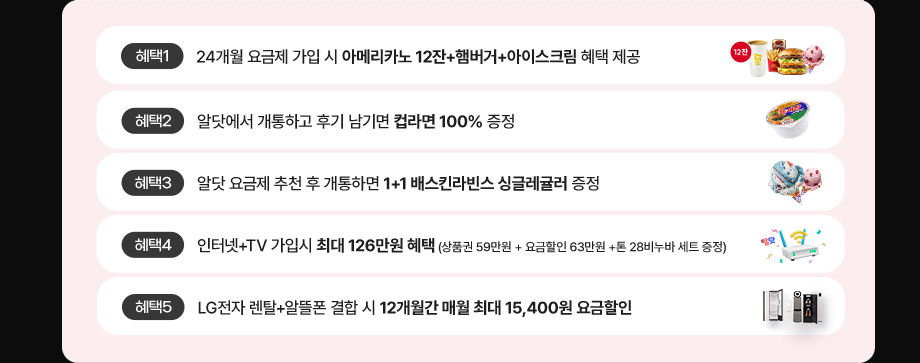 혜택1 24개월 요금제 가입 시 아메리카노 12잔+햄버거+아이스크림 혜택 제공 12잔
혜택2 알닷에서 개통하고 후기 남기면 컵라면 100% 증정
혜택3 알닷 요금제 추천 후 개통하면 1+1 배스킨라빈스 싱글레귤러 증정
혜택4 인터넷+TV 가입시 최대 126만원 혜택 (상품권 59만원 + 요금할인 63만원 +톤 28비누바 세트 증정) 알닷
혜택5 LG전자 렌탈+알뜰폰 결합 시 12개월간 매월 최대 15,400원 요금할인